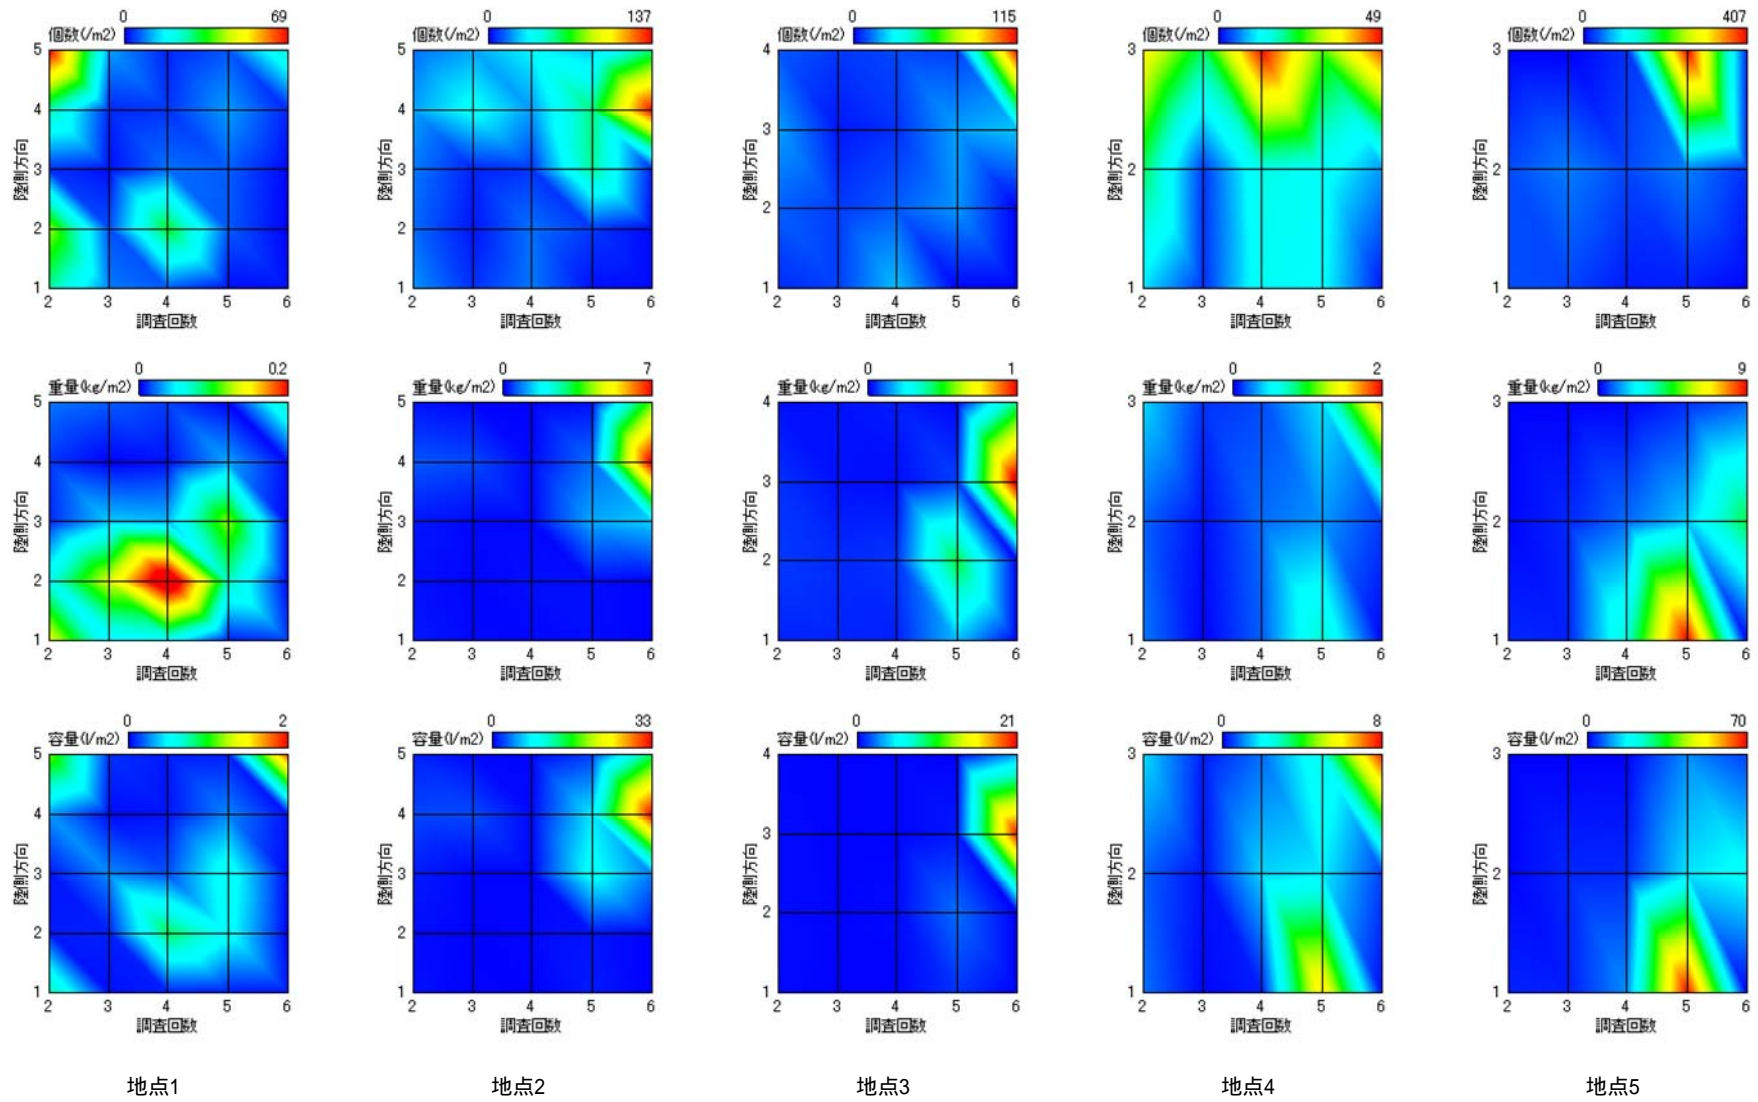 個数(/m2) 0 69
5
4
3
2
1
陸側方向
2 3 4 5 6
調査回数
個数(/m2) 0 137
5
4
3
2
1
陸側方向
2 3 4 5 6
調査回数
個数(/m2) 0 115
4
3
2
1
陸側方向
2 3 4 5 6
調査回数
個数(/m2) 0 49
3
2
1
陸側方向
2 3 4 5 6
調査回数
個数(/m2) 0 407
3
2
1
陸側方向
2 3 4 5 6
調査回数
重量(kg/m2) 0 0.2
5
4
3
2
1
陸側方向
2 3 4 5 6
調査回数
重量(kg/m2) 0 7
5
4
3
2
1
陸側方向
2 3 4 5 6
調査回数
重量(kg/m2) 0 1
4
3
2
1
陸側方向
2 3 4 5 6
調査回数
重量(kg/m2) 0 2
3
2
1
陸側方向
2 3 4 5 6
調査回数
重量(kg/m2) 0 9
3
2
1
陸側方向
2 3 4 5 6
調査回数
容量(l/m2) 0 2
5
4
3
2
1
陸側方向
2 3 4 5 6
調査回数
容量(l/m2) 0 33
5
4
3
2
1
陸側方向
2 3 4 5 6
調査回数
容量(l/m2) 0 21
4
3
2
1
陸側方向
2 3 4 5 6
調査回数
容量(l/m2) 0 8
3
2
1
陸側方向
2 3 4 5 6
調査回数
容量(l/m2) 0 70
3
2
1
陸側方向
2 3 4 5 6
調査回数
地点1 地点2 地点3 地点4 地点5